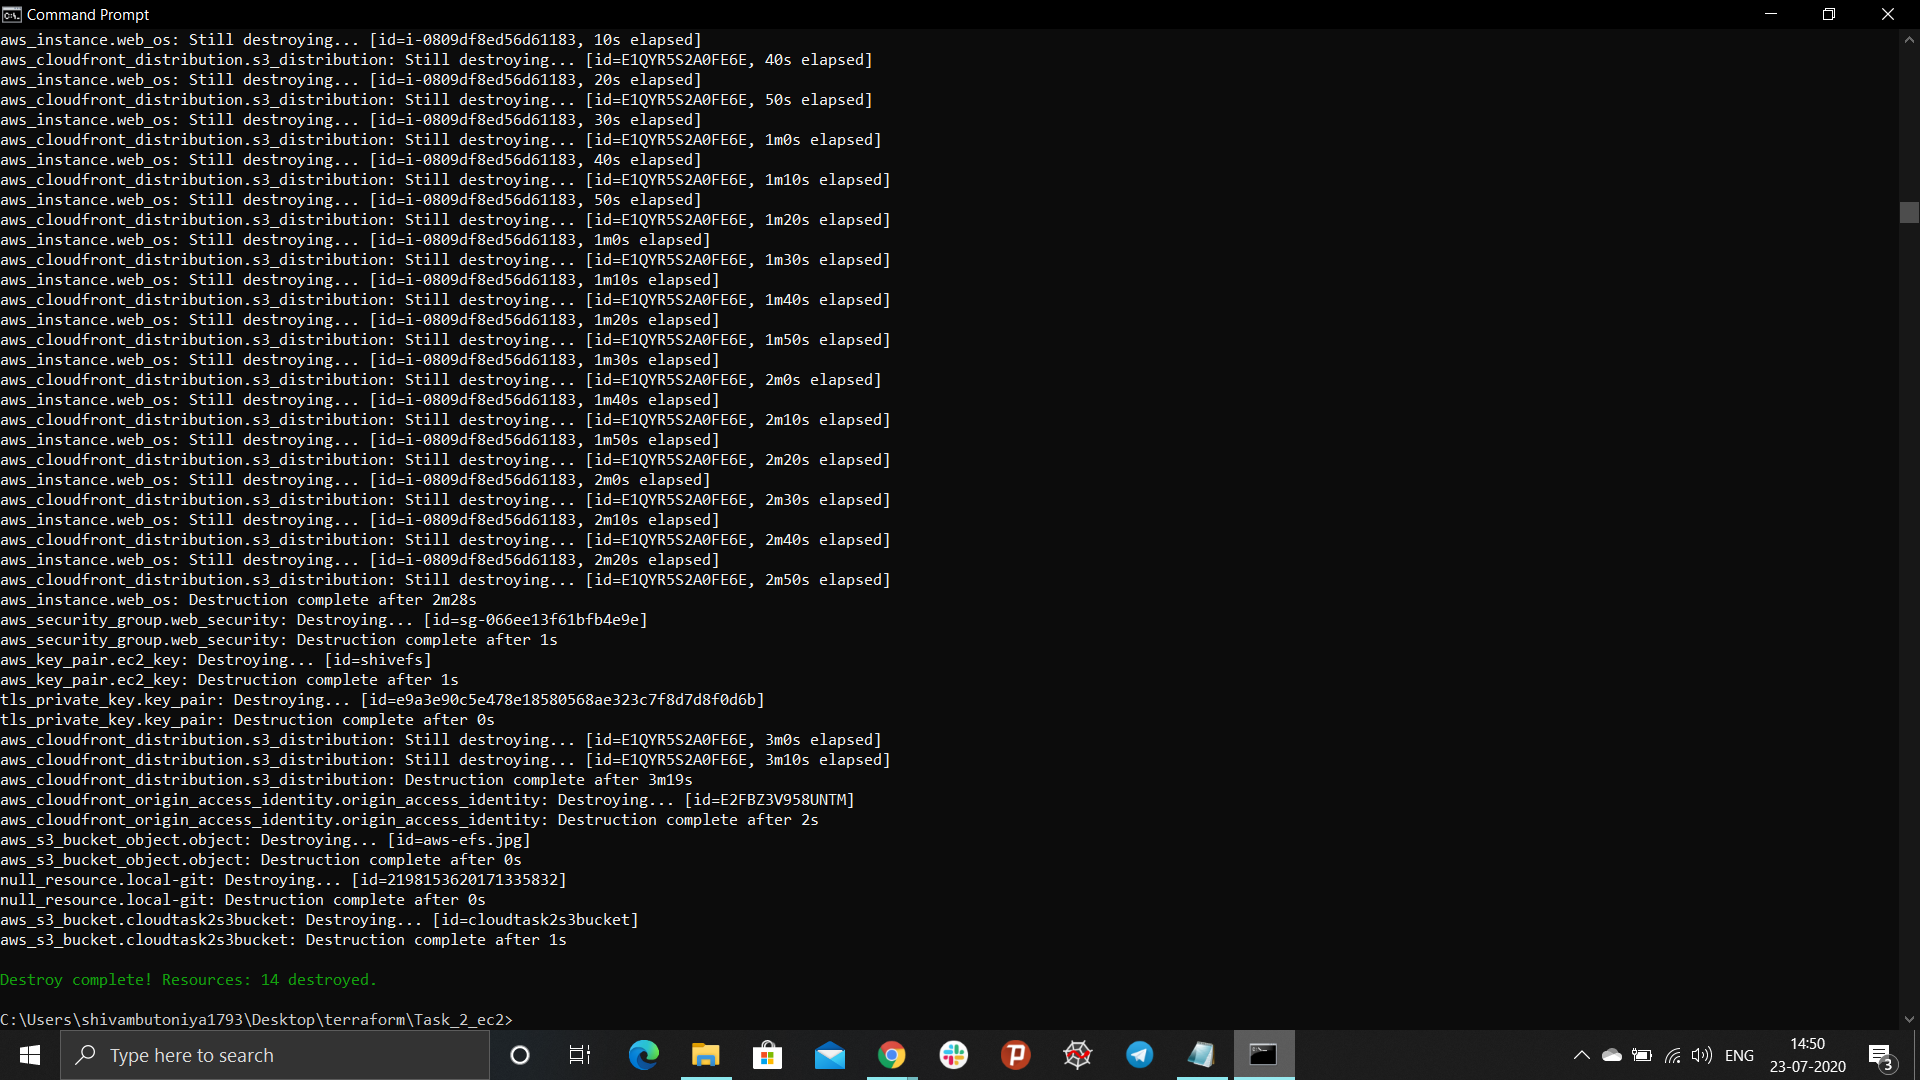 Command Prompt
aws_instance.web_os: Still destroying... [id=i-0809df8ed56d61183, 10s elapsed]
aws_cloudfront_distribution.s3_distribution: Still destroying... [id=E1QYR5S2A0FE6E, 40s elapsed]
aws_instance.web_os: Still destroying... [id=i-0809df8ed56d61183, 20s elapsed]
aws_cloudfront_distribution.s3_distribution: Still destroying... [id=E1QYR5S2A0FE6E, 50s elapsed]
aws_instance.web_os: Still destroying... [id=i-0809df8ed56d61183, 30s elapsed]
aws_cloudfront_distribution.s3_distribution: Still destroying... [id=E1QYR5S2A0FE6E, 1m0s elapsed]
aws_instance.web_os: Still destroying... [id=i-0809df8ed56d61183, 40s elapsed]
aws_cloudfront_distribution.s3_distribution: Still destroying... [id=E1QYR5S2A0FE6E, 1m10s elapsed]
aws_instance.web_os: Still destroying... [id=i-0809df8ed56d61183, 50s elapsed]
aws_cloudfront_distribution.s3_distribution: Still destroying... [id=E1QYR5S2A0FE6E, 1m20s elapsed]
aws_instance.web_os: Still destroying... [id=i-0809df8ed56d61183, 1m0s elapsed]
aws_cloudfront_distribution.s3_distribution: Still destroying... [id=E1QYR5S2A0FE6E, 1m30s elapsed]
aws_instance.web_os: Still destroying... [id=i-0809df8ed56d61183, 1m10s elapsed]
aws_cloudfront_distribution.s3_distribution: Still destroying... [id=E1QYR5S2A0FE6E, 1m40s elapsed]
aws_instance.web_os: Still destroying... [id=i-0809df8ed56d61183, 1m20s elapsed]
aws_cloudfront_distribution.s3_distribution: Still destroying... [id=E1QYR5S2A0FE6E, 1m50s elapsed]
aws_instance.web_os: Still destroying... [id=i-0809df8ed56d61183, 1m30s elapsed]
aws_cloudfront_distribution.s3_distribution: Still destroying... [id=E1QYR5S2A0FE6E, 2m0s elapsed]
aws_instance.web_os: Still destroying... [id=i-0809df8ed56d61183, 1m40s elapsed]
aws_cloudfront_distribution.s3_distribution: Still destroying... [id=E1QYR5S2A0FE6E, 2m10s elapsed]
aws_instance.web_os: Still destroying... [id=i-0809df8ed56d61183, 1m50s elapsed]
aws_cloudfront_distribution.s3_distribution: Still destroying... [id=E1QYR5S2A0FE6E, 2m20s elapsed]
aws_instance.web_os: Still destroying... [id=i-0809df8ed56d61183, 2m0s elapsed]
aws_cloudfront_distribution.s3_distribution: Still destroying... [id=E1QYR5S2A0FE6E, 2m30s elapsed]
aws_instance.web_os: Still destroying... [id=i-0809df8ed56d61183, 2m10s elapsed]
aws_cloudfront_distribution.s3_distribution: Still destroying... [id=E1QYR5S2A0FE6E, 2m40s elapsed]
aws_instance.web_os: Still destroying... [id=i-0809df8ed56d61183, 2m20s elapsed]
aws_cloudfront_distribution.s3_distribution: Still destroying... [id=E1QYR5S2A0FE6E, 2m50s elapsed]
aws_instance.web_os: Destruction complete after 2m28s
aws_security_group.web_security: Destroying... [id=sg-066ee13f61bfb4e9e]
aws_security_group.web_security: Destruction complete after 1s
aws_key_pair.ec2_key: Destroying... [id=shivefs]
aws_key_pair.ec2_key: Destruction complete after 1s
tls_private_key.key_pair: Destroying... [id=e9a3e90c5e478e18580568ae323c7f8d7d8f0d6b]
tls_private_key.key_pair: Destruction complete after 0s
aws_cloudfront_distribution.s3_distribution: Still destroying... [id=E1QYR5S2A0FE6E, 3m0s elapsed]
aws_cloudfront_distribution.s3_distribution: Still destroying... [id=E1QYR5S2A0FE6E, 3m10s elapsed]
aws_cloudfront_distribution.s3_distribution: Destruction complete after 3m19s
aws_cloudfront_origin_access_identity.origin_access_identity: Destroying... [id=E2FBZ3V958UNTM]
aws_cloudfront_origin_access_identity.origin_access_identity: Destruction complete after 2s
aws_s3_bucket_object.object: Destroying... [id=aws-efs.jpg]
aws_s3_bucket_object.object: Destruction complete after 0s
null_resource.local-git: Destroying... [id=2198153620171335832]
null_resource.local-git: Destruction complete after 0s
aws_s3_bucket.cloudtask2s3bucket: Destroying... [id=cloudtask2s3bucket]
aws_s3_bucket.cloudtask2s3bucket: Destruction complete after 1s
Destroy complete! Resources: 14 destroyed.
C:\Users\shivambutoniya1793\Desktop\terraform\Task_2_ec2>
Type here to search
ENG
14:50
23-07-2020
3